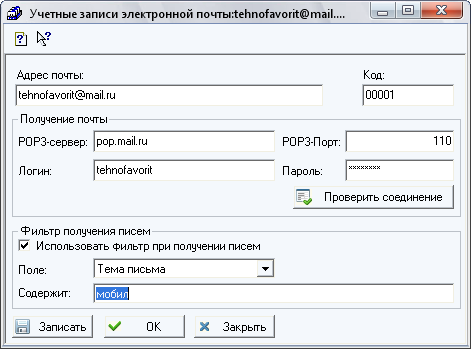 Учетные записи электронной почты:tehnofavorit@mail....
Адрес почты: Код:
tehnofavorit@mail.ru 00001
Получение почты
POP3-сервер: pop.mail.ru POP3-Порт: 110
Логин: tehnofavorit Пароль: ********
Проверить соединение
Фильтр получения писем
Использовать фильтр при получении писем
Поле: Тема письма
Содержит: мобил
Записать OK Закрыть